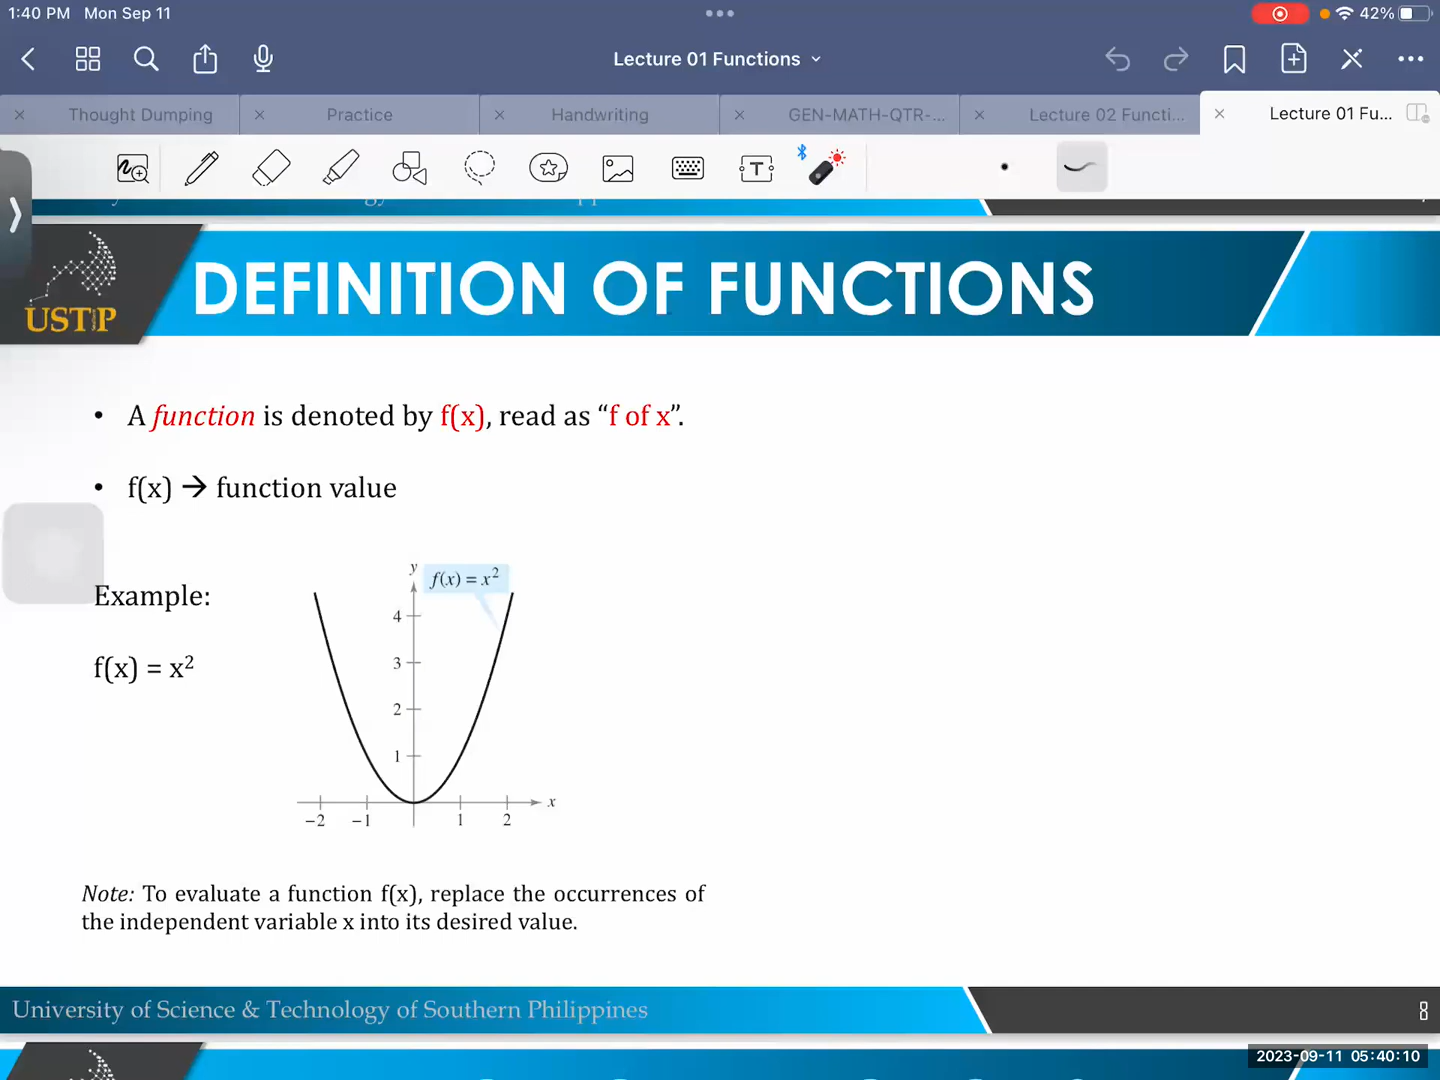 1:40 PM Mon Sep 11
42%
Lecture 01 Functions
Thought Dumping
Practice
Handwriting
GEN-MATH-QTR-...
Lecture 02 Functi...
Lecture 01 Fu...
T
USTP
DEFINITION OF FUNCTIONS
• A function is denoted by f(x), read as “f of x”.
• f(x) → function value
Example:
f(x) = x²
y
f(x) = x²
4
3
2
1
−2 −1 1 2 x
Note: To evaluate a function f(x), replace the occurrences of
the independent variable x into its desired value.
University of Science & Technology of Southern Philippines
8
2023-09-11 05:40:10